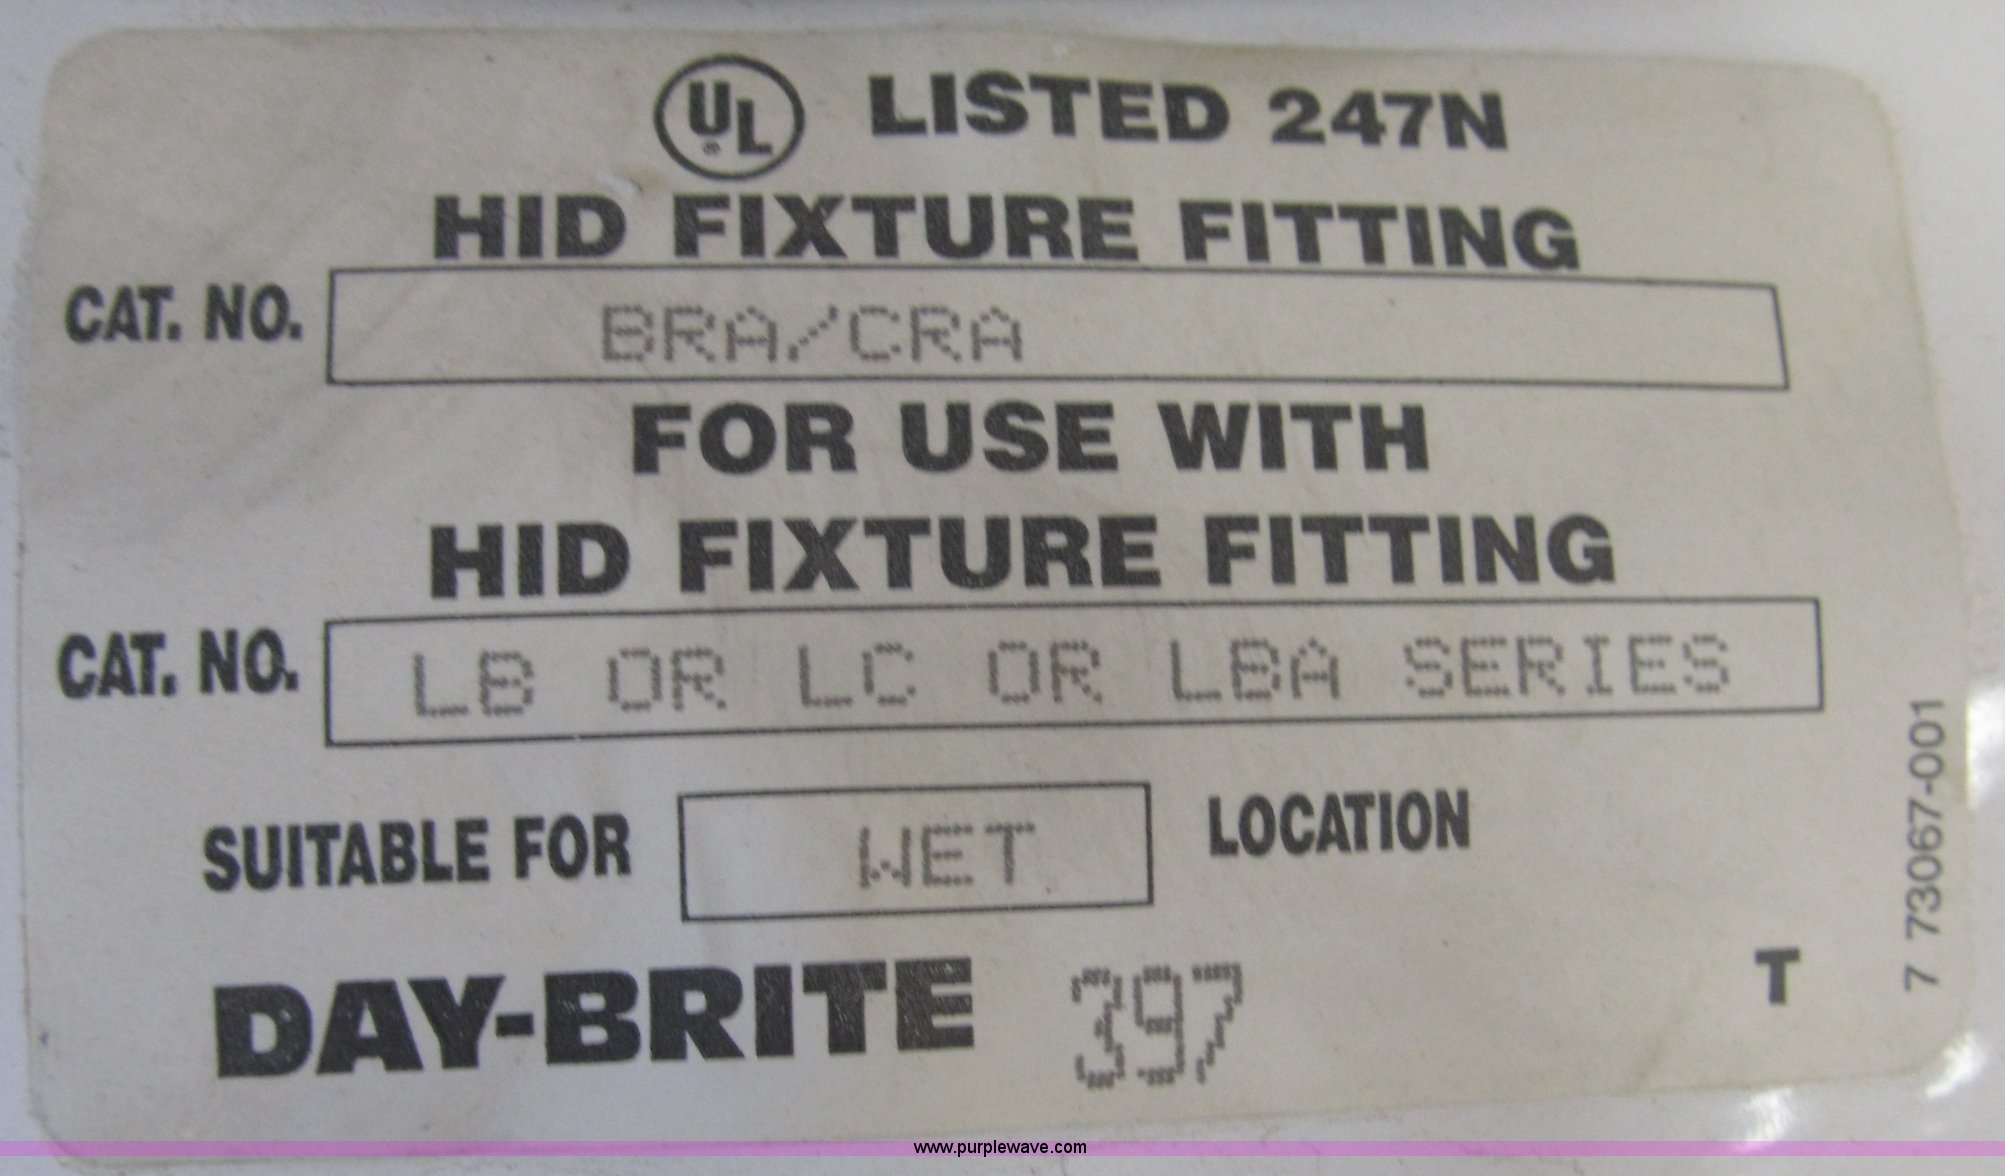 UL® LISTED 247N
HID FIXTURE FITTING
CAT. NO. BRA/CRA
FOR USE WITH
HID FIXTURE FITTING
CAT. NO. LB OR LC OR LBA SERIES
SUITABLE FOR WET LOCATION
DAY-BRITE 397 T
7 73067-001
www.purplewave.com